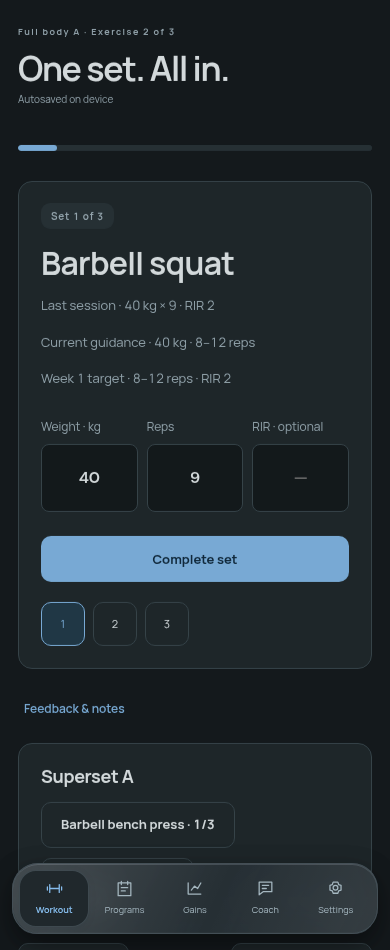 Full body A · Exercise 2 of 3
One set. All in.
Autosaved on device
Set 1 of 3
Barbell squat
Last session · 40 kg × 9 · RIR 2
Current guidance · 40 kg · 8–12 reps
Week 1 target · 8–12 reps · RIR 2
Weight · kg Reps RIR · optional
40 9 —
Complete set
1 2 3
Feedback & notes
Superset A
Barbell bench press · 1/3
Workout Programs Gains Coach Settings